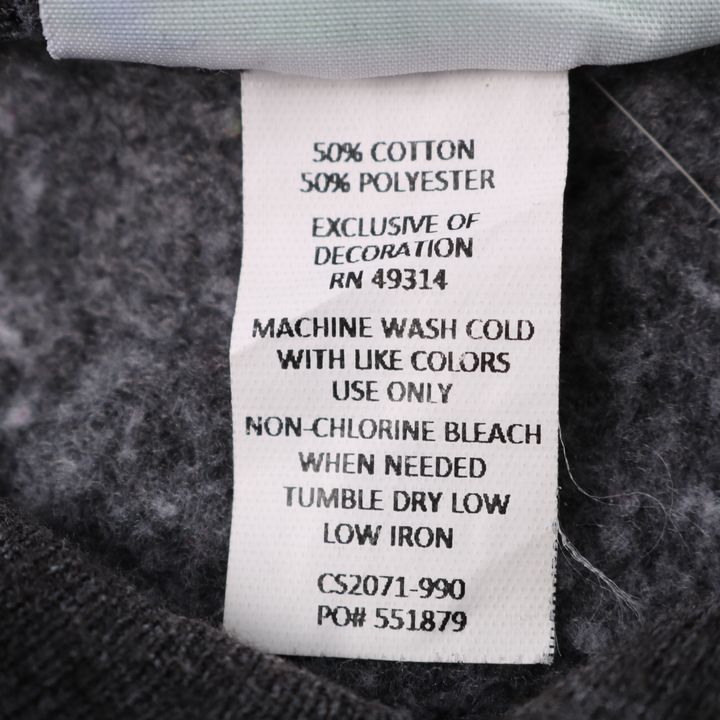 50% COTTON
50% POLYESTER
EXCLUSIVE OF
DECORATION
RN 49314
MACHINE WASH COLD
WITH LIKE COLORS
USE ONLY
NON-CHLORINE BLEACH
WHEN NEEDED
TUMBLE DRY LOW
LOW IRON
CS2071-990
PO# 551879